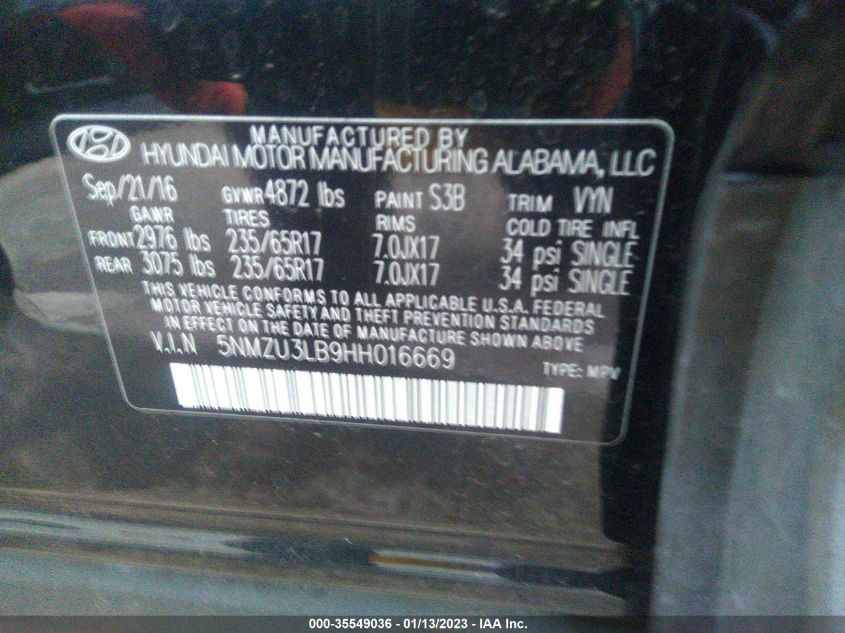 MANUFACTURED BY
HYUNDAI MOTOR MANUFACTURING ALABAMA, LLC
Sep/21/16 GVWR 4872 lbs PAINT S3B TRIM VYN
GAWR TIRES RIMS COLD TIRE INFL
FRONT 2976 lbs 235/65R17 7.0JX17 34 psi SINGLE
REAR 3075 lbs 235/65R17 7.0JX17 34 psi SINGLE
THIS VEHICLE CONFORMS TO ALL APPLICABLE U.S.A. FEDERAL
MOTOR VEHICLE SAFETY AND THEFT PREVENTION STANDARDS
IN EFFECT ON THE DATE OF MANUFACTURE SHOWN ABOVE.
V.I.N 5NMZU3LB9HH016669 TYPE: MPV
000-35549036 - 01/13/2023 - IAA Inc.